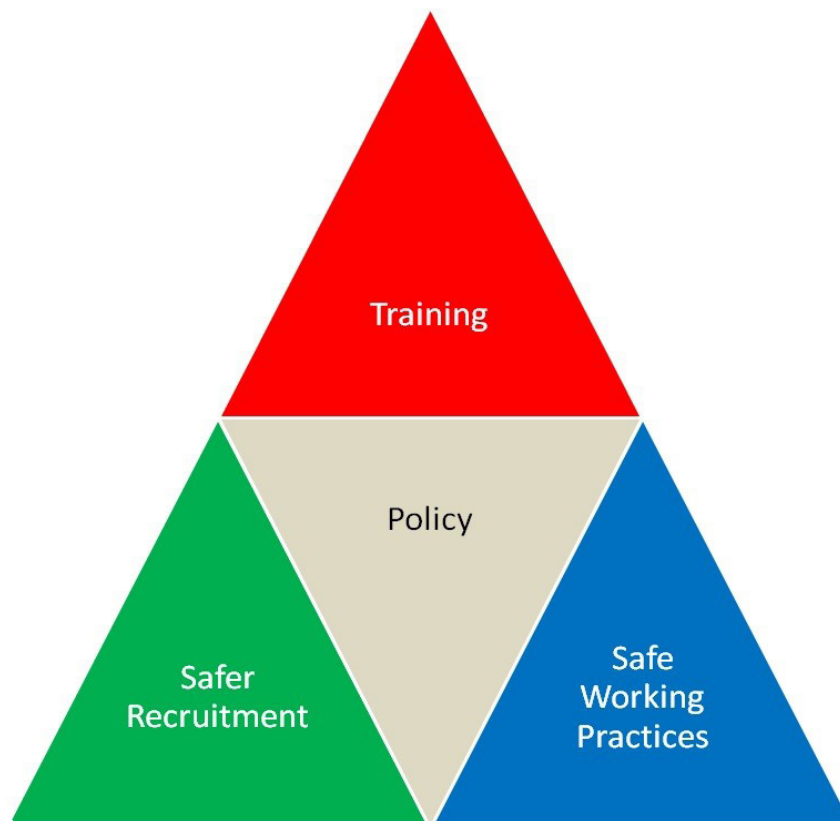 Training
Policy
Safer
Recruitment
Safe
Working
Practices